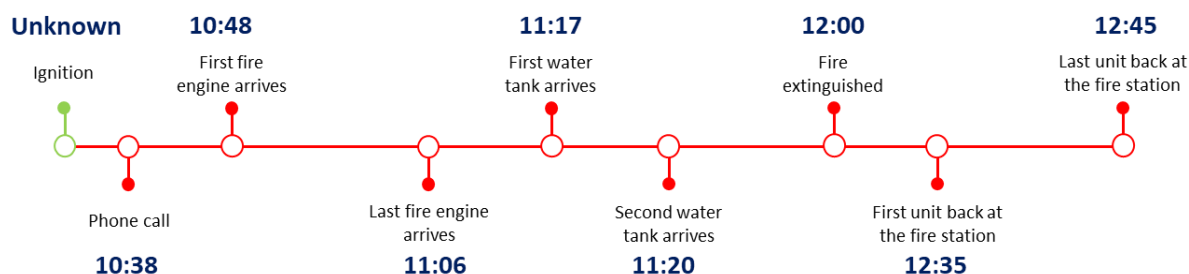 Unknown
Ignition
Phone call
10:38
10:48
First fire
engine arrives
Last fire engine
arrives
11:06
11:17
First water
tank arrives
Second water
tank arrives
11:20
12:00
Fire
extinguished
First unit back at
the fire station
12:35
12:45
Last unit back at
the fire station